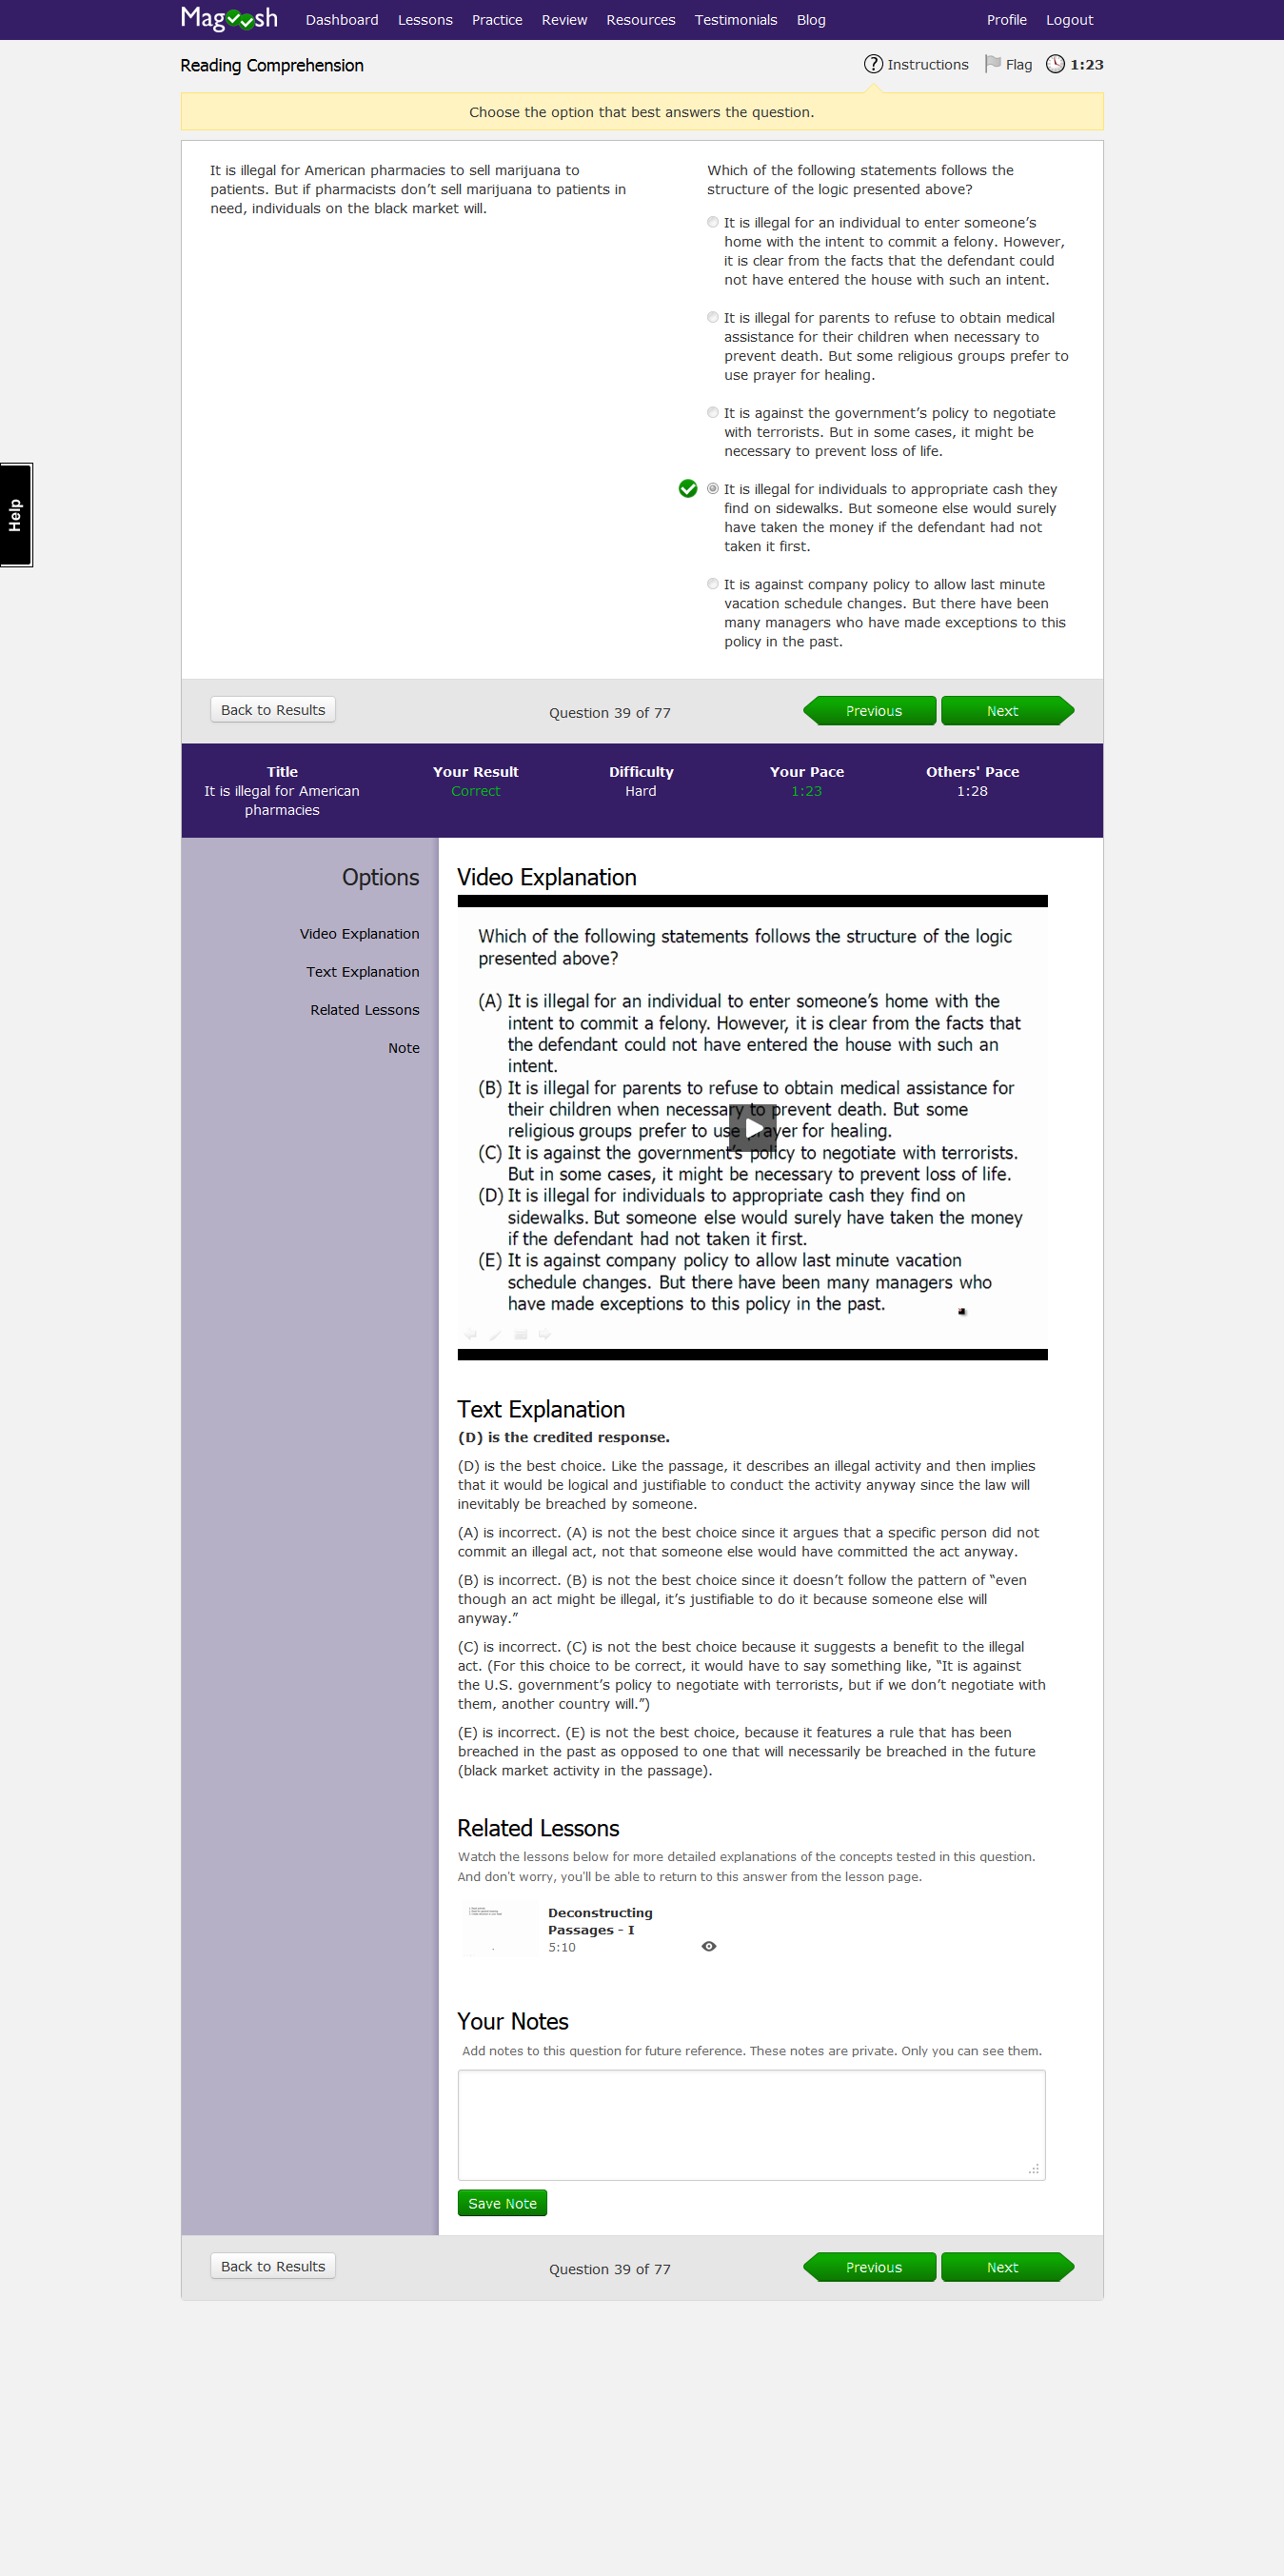 Magoosh Dashboard Lessons Practice Review Resources Testimonials Blog Profile Logout
Reading Comprehension
Instructions Flag 1:23
Choose the option that best answers the question.
It is illegal for American pharmacies to sell marijuana to
patients. But if pharmacists don’t sell marijuana to patients in
need, individuals on the black market will.
Which of the following statements follows the
structure of the logic presented above?
It is illegal for an individual to enter someone’s
home with the intent to commit a felony. However,
it is clear from the facts that the defendant could
not have entered the house with such an intent.
It is illegal for parents to refuse to obtain medical
assistance for their children when necessary to
prevent death. But some religious groups prefer to
use prayer for healing.
It is against the government’s policy to negotiate
with terrorists. But in some cases, it might be
necessary to prevent loss of life.
It is illegal for individuals to appropriate cash they
find on sidewalks. But someone else would surely
have taken the money if the defendant had not
taken it first.
It is against company policy to allow last minute
vacation schedule changes. But there have been
many managers who have made exceptions to this
policy in the past.
Help
Back to Results Question 39 of 77 Previous Next
Title Your Result Difficulty Your Pace Others' Pace
It is illegal for American Correct Hard 1:23 1:28
pharmacies
Options
Video Explanation
Text Explanation
Related Lessons
Note
Video Explanation
Which of the following statements follows the structure of the logic
presented above?
(A) It is illegal for an individual to enter someone’s home with the
intent to commit a felony. However, it is clear from the facts that
the defendant could not have entered the house with such an
intent.
(B) It is illegal for parents to refuse to obtain medical assistance for
their children when necessary to prevent death. But some
religious groups prefer to use prayer for healing.
(C) It is against the government’s policy to negotiate with terrorists.
But in some cases, it might be necessary to prevent loss of life.
(D) It is illegal for individuals to appropriate cash they find on
sidewalks. But someone else would surely have taken the money
if the defendant had not taken it first.
(E) It is against company policy to allow last minute vacation
schedule changes. But there have been many managers who
have made exceptions to this policy in the past.
Text Explanation
(D) is the credited response.
(D) is the best choice. Like the passage, it describes an illegal activity and then implies
that it would be logical and justifiable to conduct the activity anyway since the law will
inevitably be breached by someone.
(A) is incorrect. (A) is not the best choice since it argues that a specific person did not
commit an illegal act, not that someone else would have committed the act anyway.
(B) is incorrect. (B) is not the best choice since it doesn’t follow the pattern of “even
though an act might be illegal, it’s justifiable to do it because someone else will
anyway.”
(C) is incorrect. (C) is not the best choice because it suggests a benefit to the illegal
act. (For this choice to be correct, it would have to say something like, “It is against
the U.S. government’s policy to negotiate with terrorists, but if we don’t negotiate with
them, another country will.”)
(E) is incorrect. (E) is not the best choice, because it features a rule that has been
breached in the past as opposed to one that will necessarily be breached in the future
(black market activity in the passage).
Related Lessons
Watch the lessons below for more detailed explanations of the concepts tested in this question.
And don't worry, you'll be able to return to this answer from the lesson page.
Deconstructing
Passages - I
5:10
Your Notes
Add notes to this question for future reference. These notes are private. Only you can see them.
Save Note
Back to Results Question 39 of 77 Previous Next